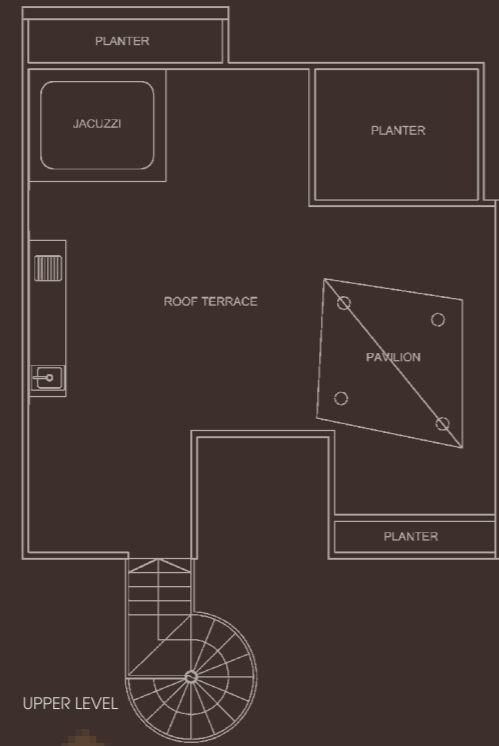 PLANTER
JACUZZI
PLANTER
ROOF TERRACE
PAVILION
PLANTER
UPPER LEVEL